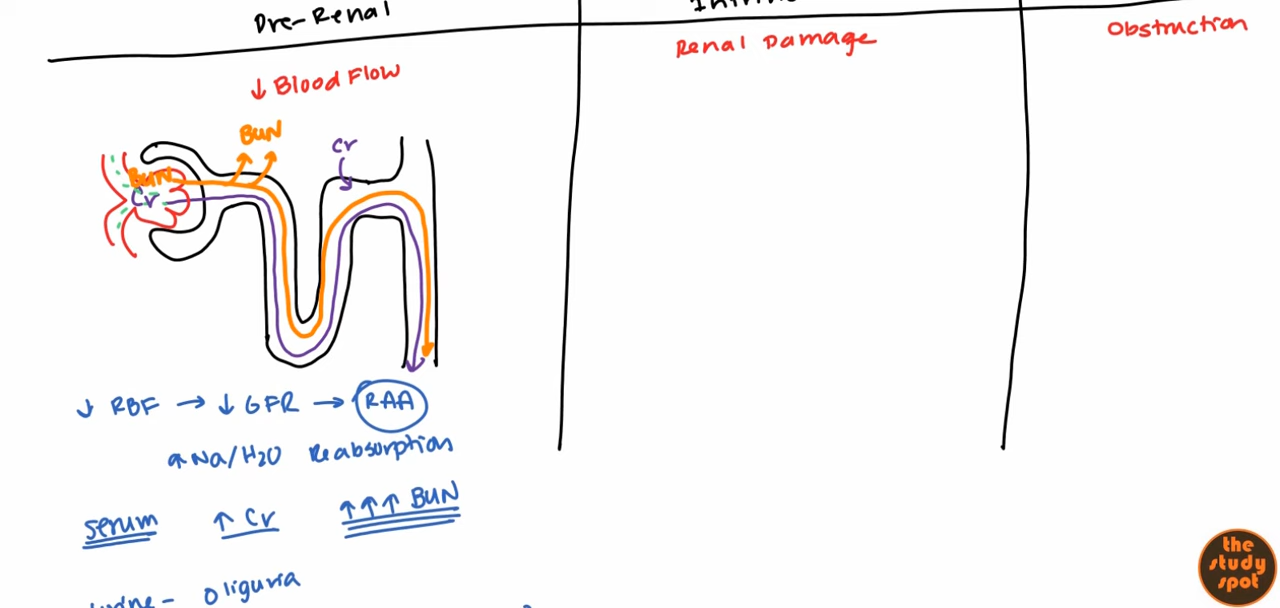 Pre-Renal
Renal Damage
Obstruction
↓ Blood Flow
BUN
Cr
BUN
Cr
↓ RBF → ↓ GFR → RAA
↑ Na/H2O Reabsorption
serum ↑ Cr ↑↑↑ BUN
oliguria
the
study
spot